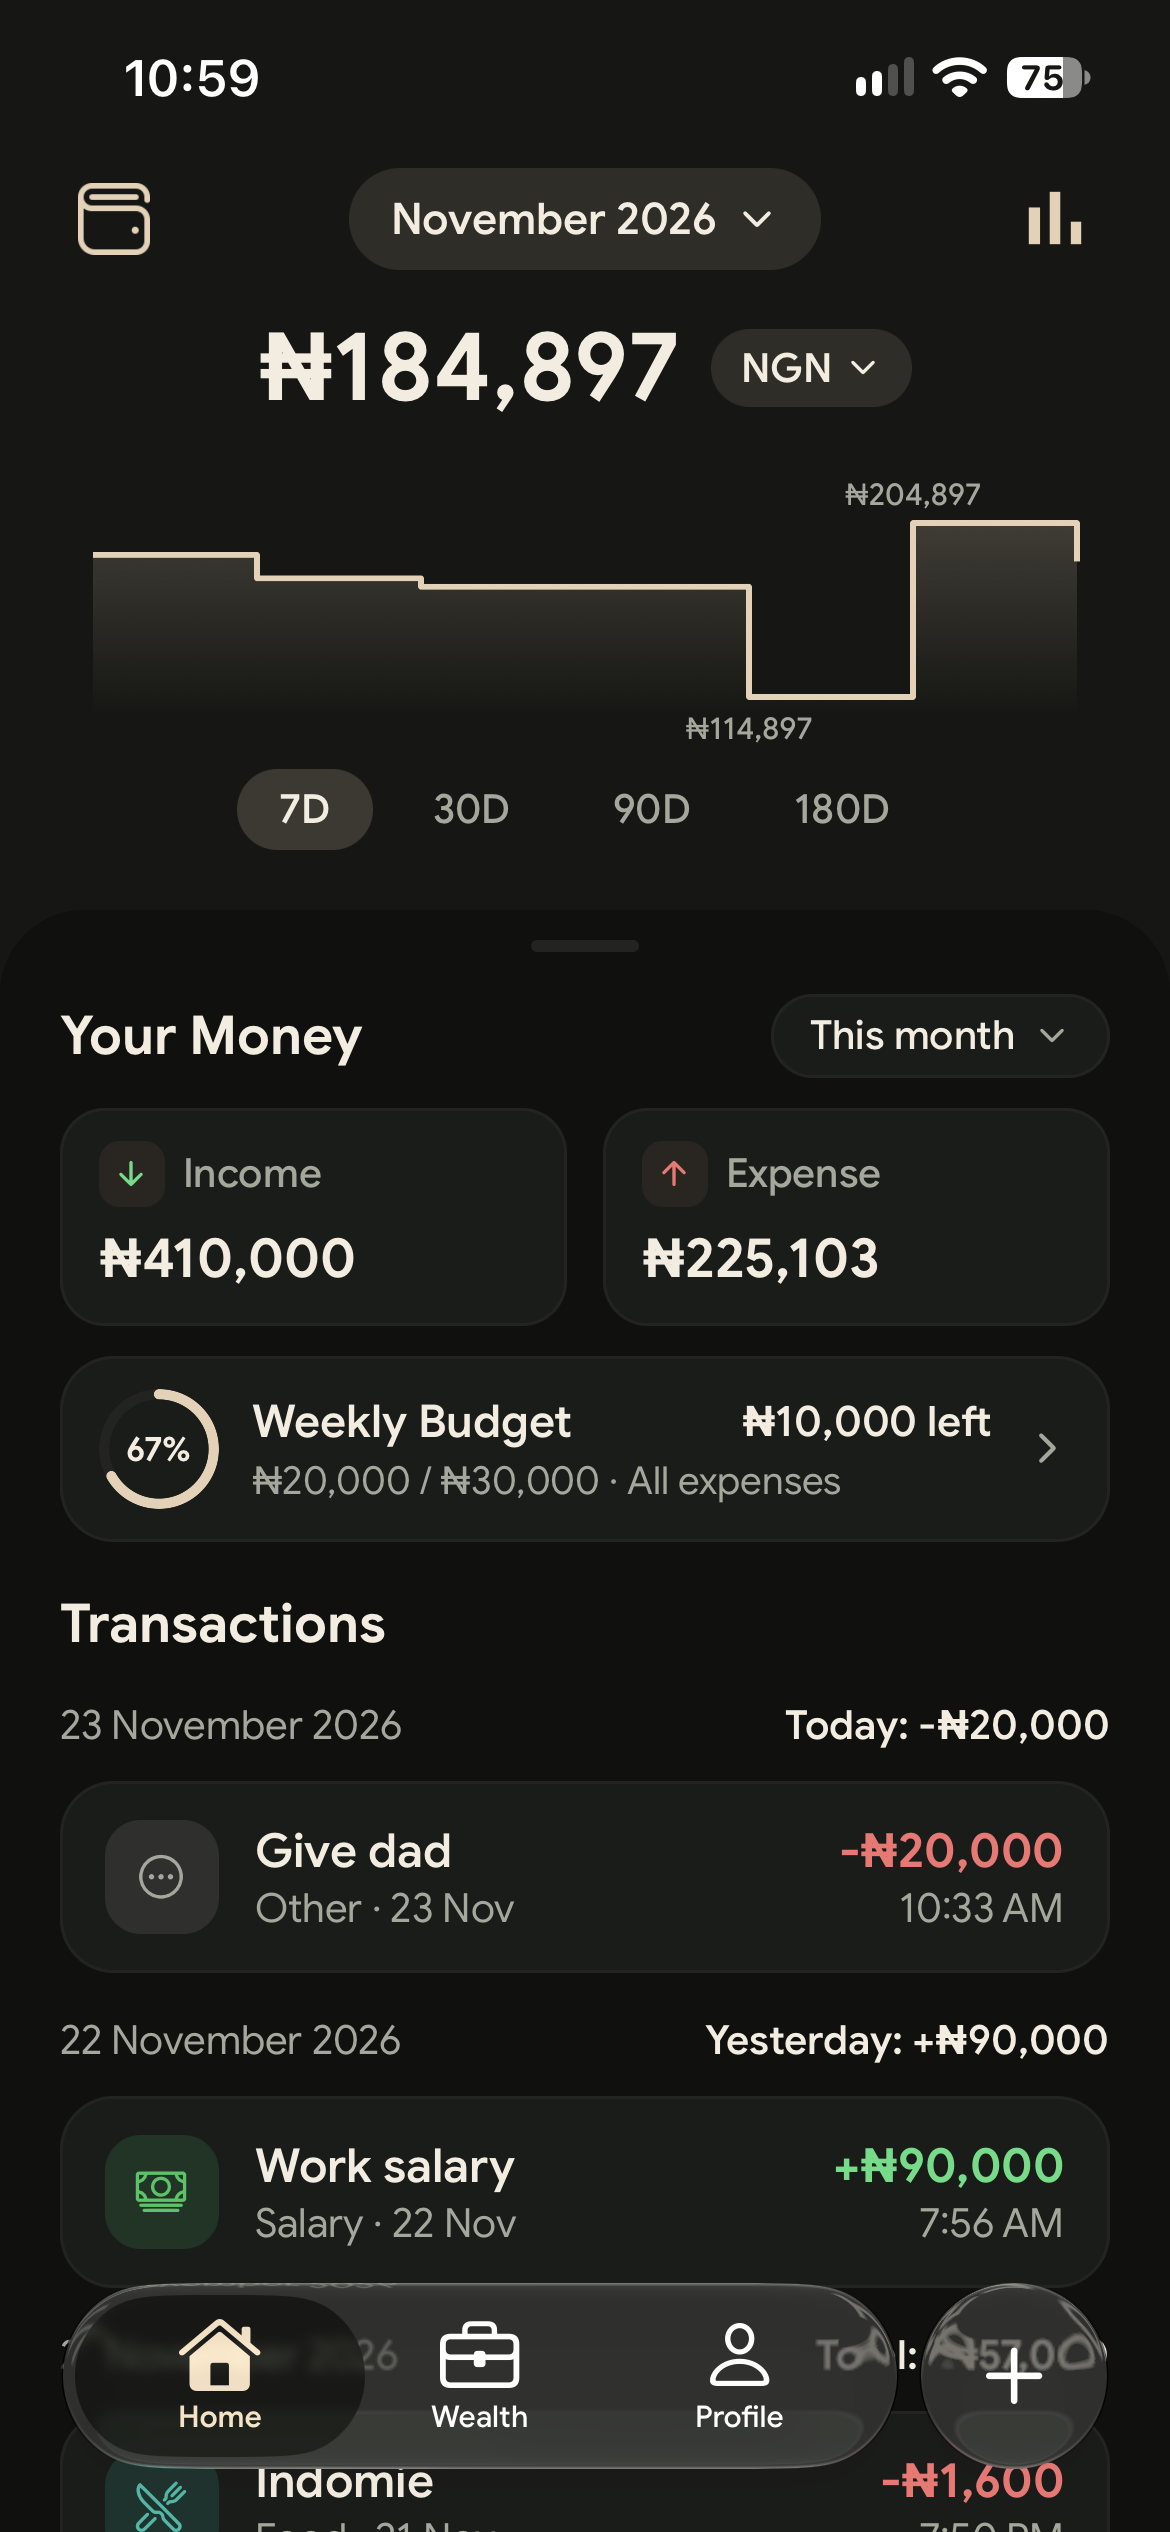 10:59
75
November 2026
₦184,897 NGN
₦204,897
₦114,897
7D 30D 90D 180D
Your Money This month
Income
₦410,000
Expense
₦225,103
67%
Weekly Budget ₦10,000 left
₦20,000 / ₦30,000 · All expenses
Transactions
23 November 2026 Today: -₦20,000
Give dad -₦20,000
Other · 23 Nov 10:33 AM
22 November 2026 Yesterday: +₦90,000
Work salary +₦90,000
Salary · 22 Nov 7:56 AM
Home Wealth Profile
Indomie -₦1,600